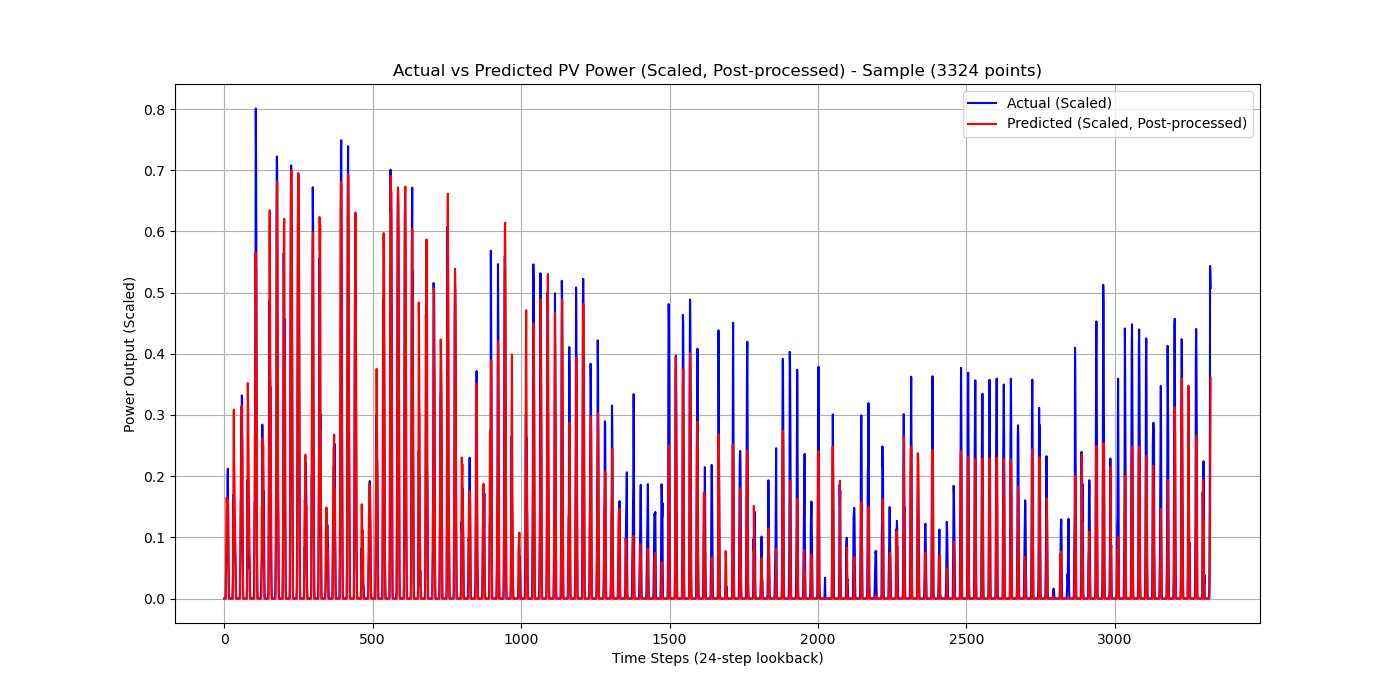 Actual vs Predicted PV Power (Scaled, Post-processed) - Sample (3324 points)
Actual (Scaled)
Predicted (Scaled, Post-processed)
Power Output (Scaled)
0.8
0.7
0.6
0.5
0.4
0.3
0.2
0.1
0.0
0 500 1000 1500 2000 2500 3000
Time Steps (24-step lookback)